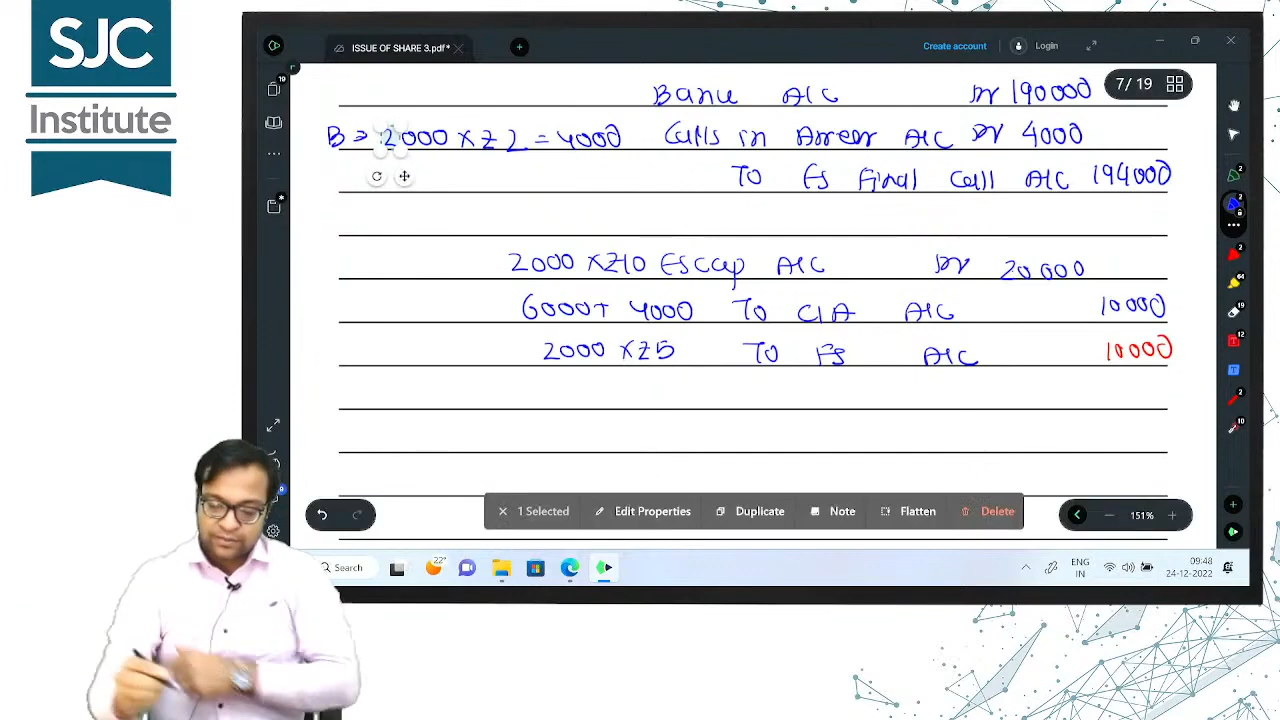 SJC
Institute
ISSUE OF SHARE 3.pdf*
Create account
Login
7 / 19
Bank A/C Dr 190000
B = 2000 x ₹2 = 4000 Calls in Arrear A/C Dr 4000
To ES Final Call A/C 194000
2000 x ₹10 ES Cap A/C Dr 20000
6000+ 4000 To CIA A/C 10000
2000 x ₹5 To FS A/C 10000
1 Selected
Edit Properties
Duplicate
Note
Flatten
Delete
151%
Search
22°
ENG
IN
09:48
24-12-2022